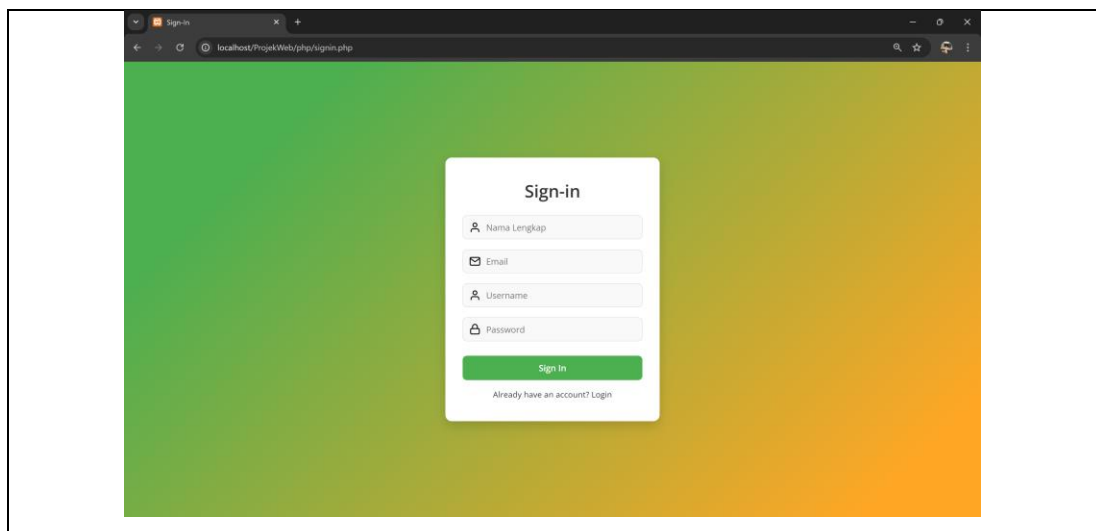 Sign-in
localhost/ProjekWeb/php/signin.php
Sign-in
Nama Lengkap
Email
Username
Password
Sign In
Already have an account? Login